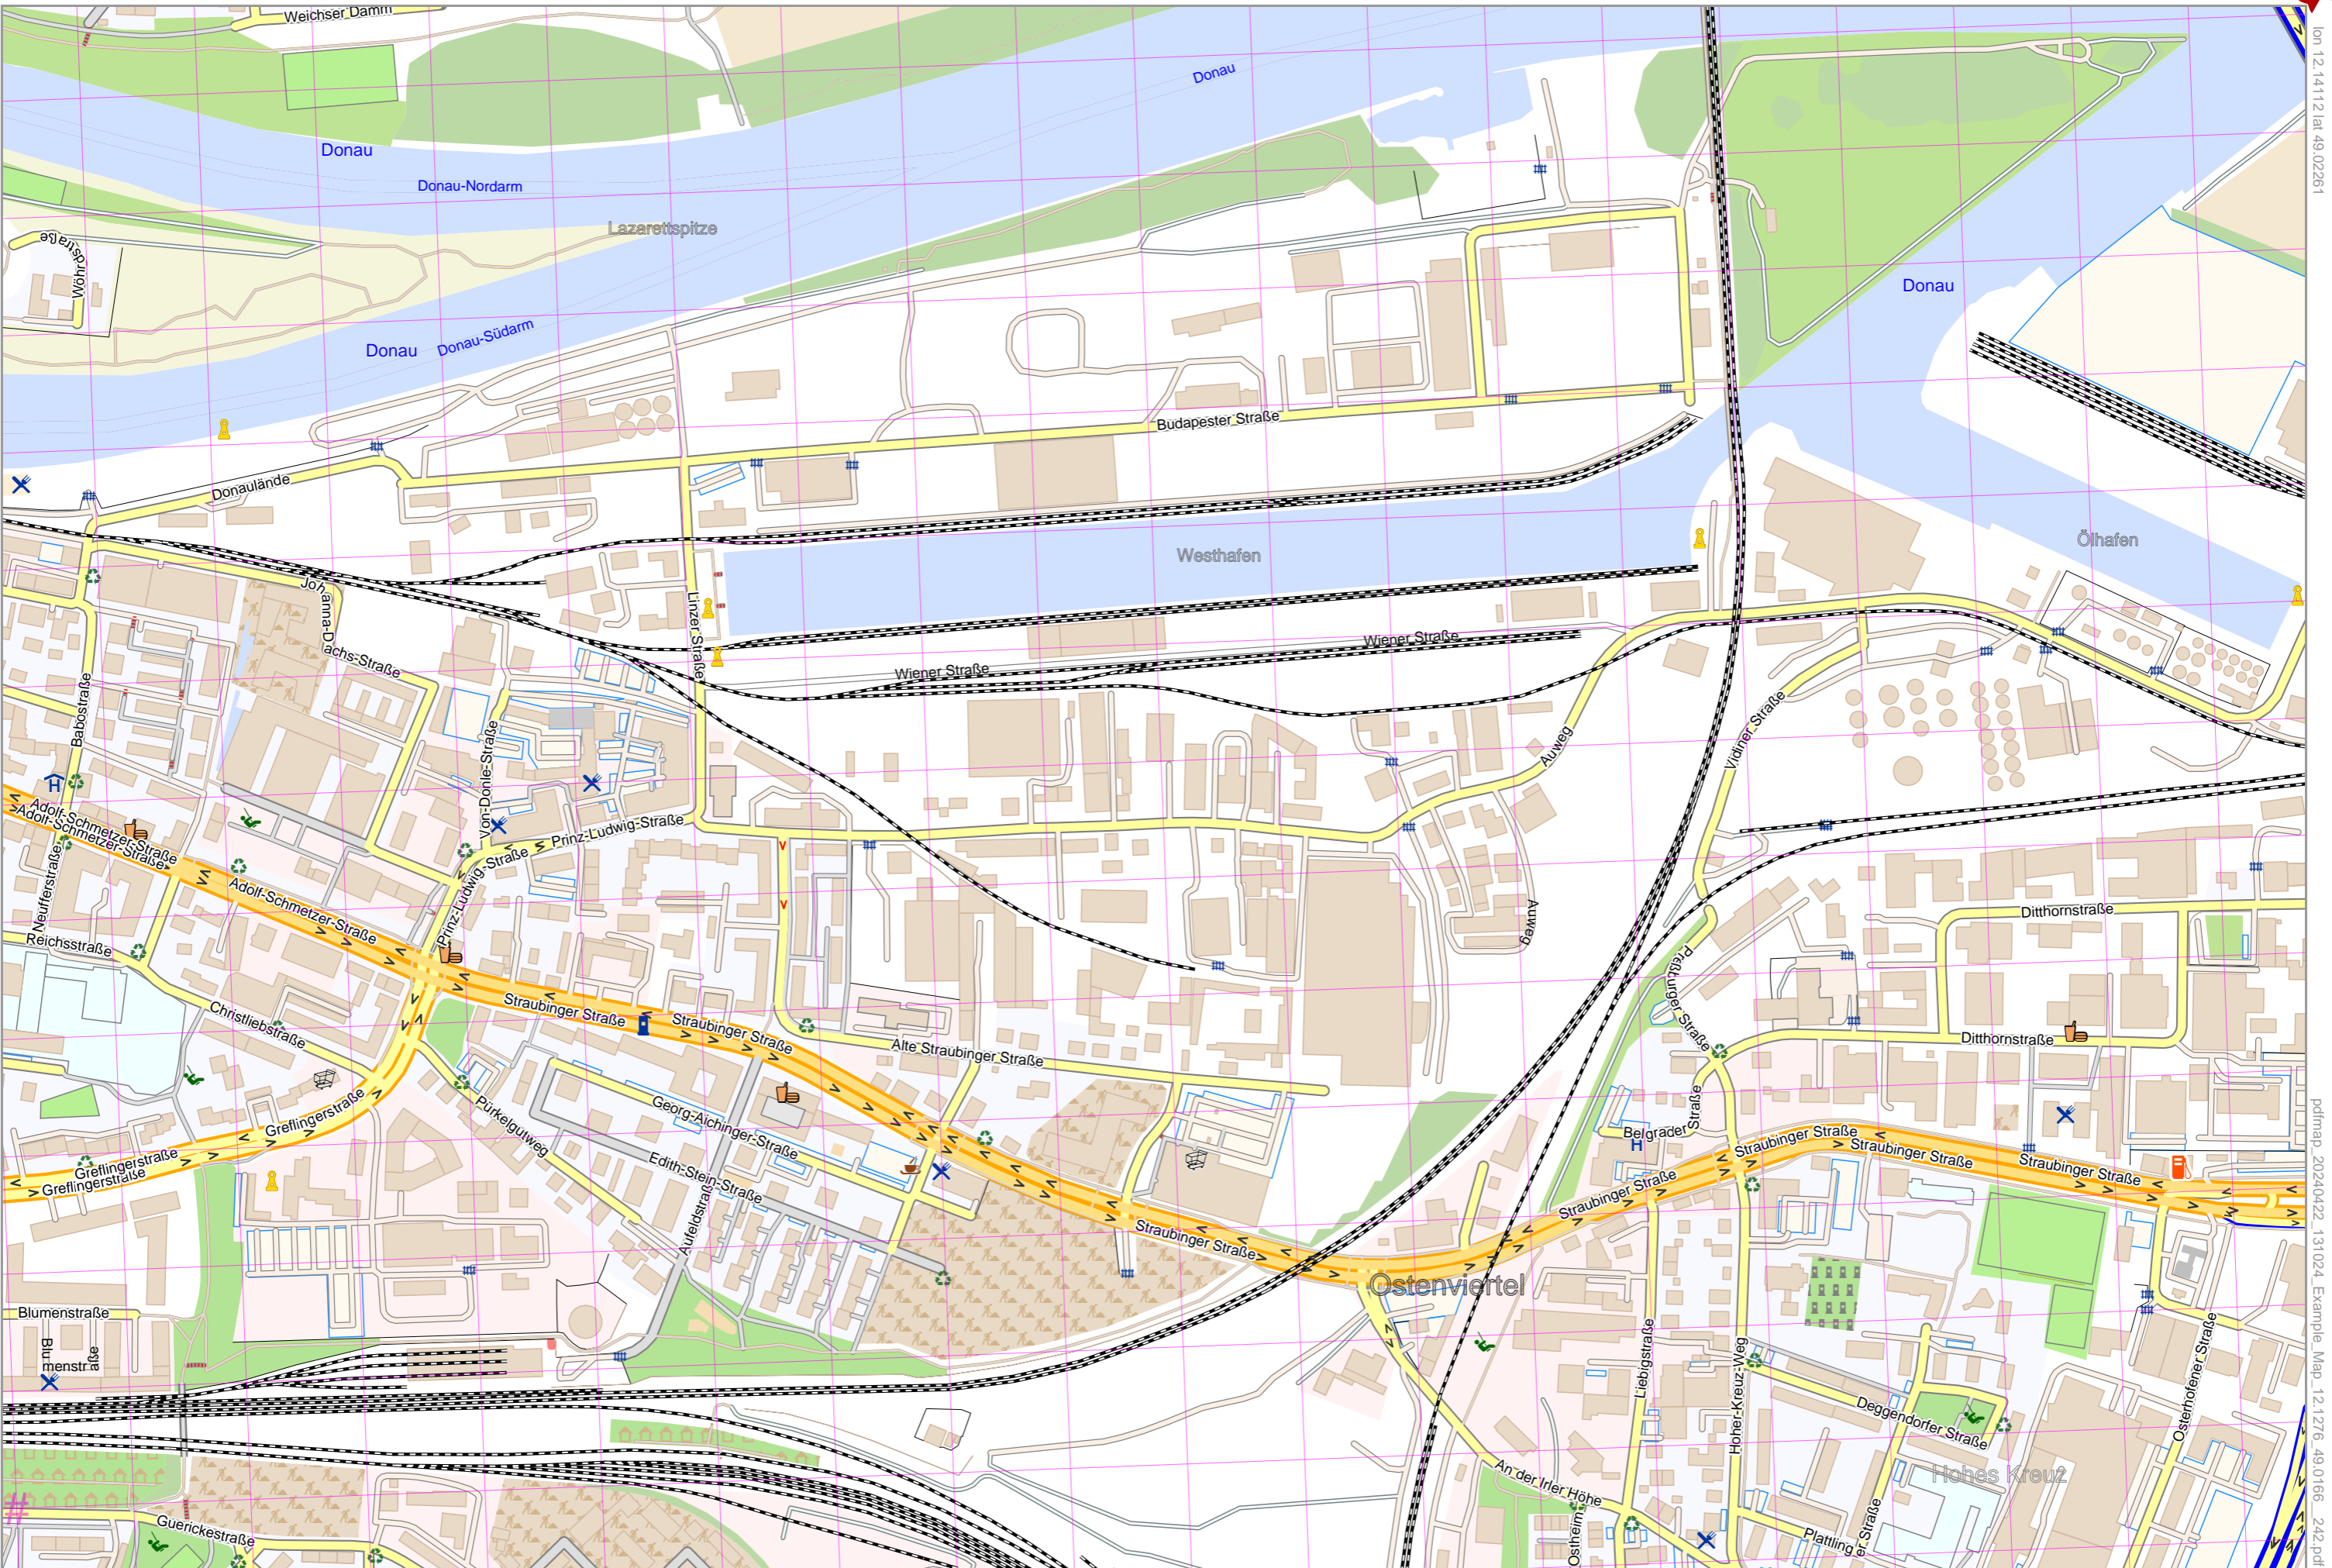 Weichser Damm
lon 12.14112 lat 49.02261
Donau
Donau
Donau-Nordarm
Lazarettspitze
Wöhrdstraße
Donau
Donau
Donau-Südarm
Budapester Straße
Donaulände
Westhafen
Ölhafen
Johanna-Dachs-Straße
Linzer Straße
Wiener Straße
Wiener Straße
Babostraße
Von-Donle-Straße
Auweg
Vidiner Straße
H
Adolf-Schmetzer-Straße
Adolf-Schmetzer-Straße
Prinz-Ludwig-Straße
Prinz-Ludwig-Straße
Neufferstraße
Adolf-Schmetzer-Straße
Prinz-Ludwig-Straße
Auweg
Ditthornstraße
Reichsstraße
Preßburger Straße
Christliebstraße
Straubinger Straße
Straubinger Straße
Alte Straubinger Straße
Ditthornstraße
Greflingerstraße
Pürkelgutweg
Georg-Aichinger-Straße
Belgrader Straße
H
Straubinger Straße
Straubinger Straße
Straubinger Straße
Greflingerstraße
Greflingerstraße
Edith-Stein-Straße
Aufeldstraße
Straubinger Straße
Straubinger Straße
Ostenviertel
Blumenstraße
Blumenstraße
Liebigstraße
Hoher-Kreuz-Weg
Osterhofener Straße
Deggendorfer Straße
Hohes Kreuz
An der Irler Höhe
Ostheim
Guerickestraße
Plattlinger Straße
pdfmap_20240422_131024_Example_Map_12.1276_49.0166__242.pdf